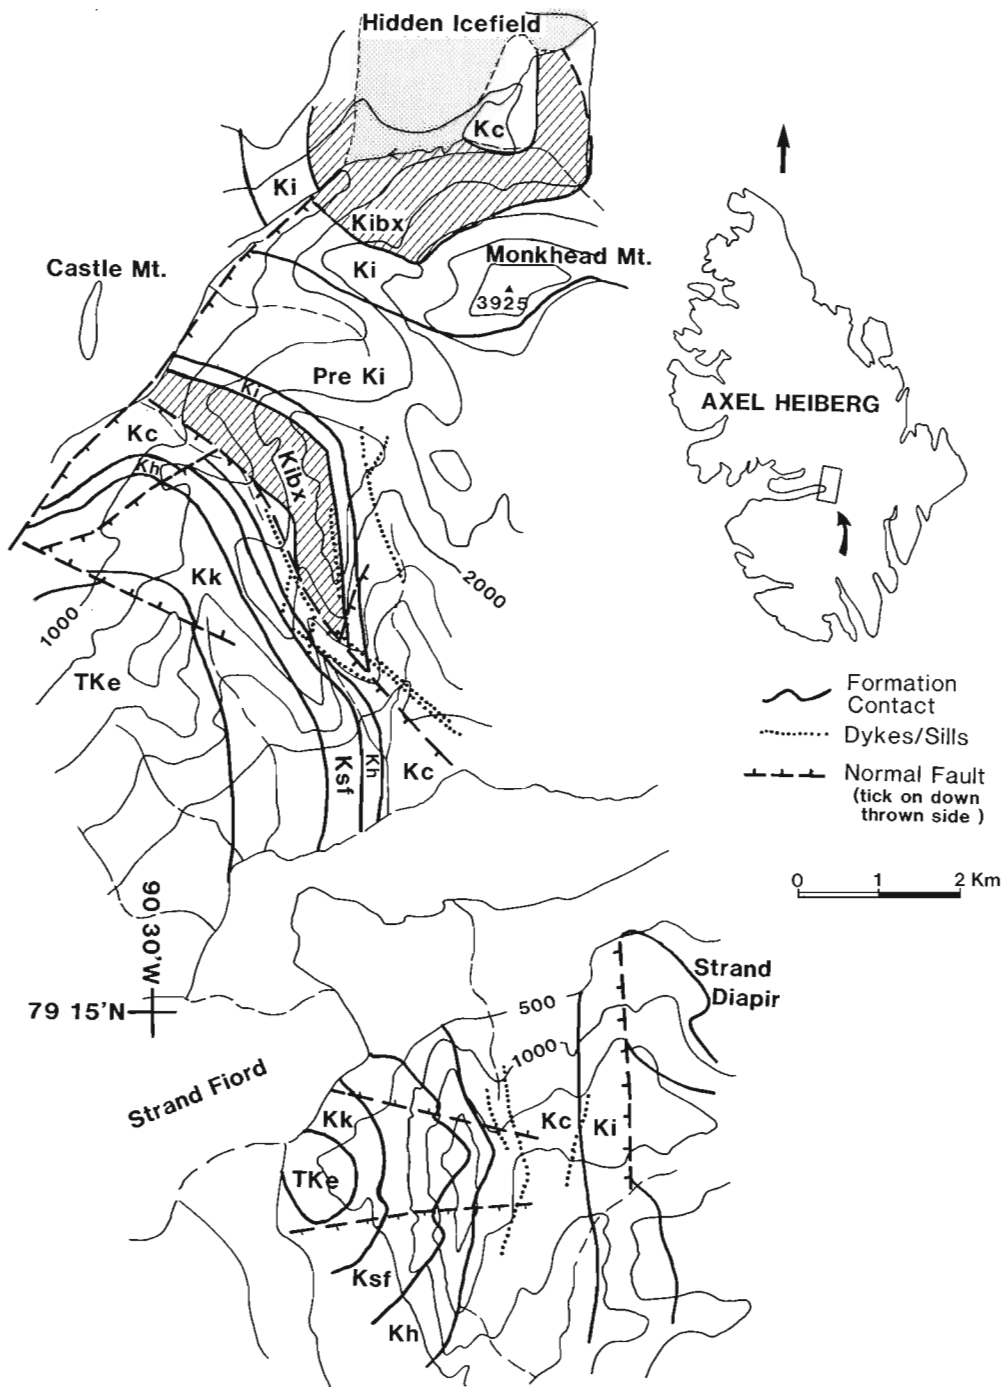 Hidden Icefield
Kc
Ki
Kibx
Ki
Monkhead Mt.
3925
Castle Mt.
Pre Ki
Ki
Kc
Kh
Kibx
Kk
2000
1000
TKe
Ksf
Kh
Kc
AXEL HEIBERG
Formation
Contact
Dykes/Sills
Normal Fault
(tick on down
thrown side )
0 1 2 Km
90 30'W
79 15'N
Strand
Diapir
500
1000
Strand Fiord
Kk
Kc
Ki
TKe
Ksf
Kh